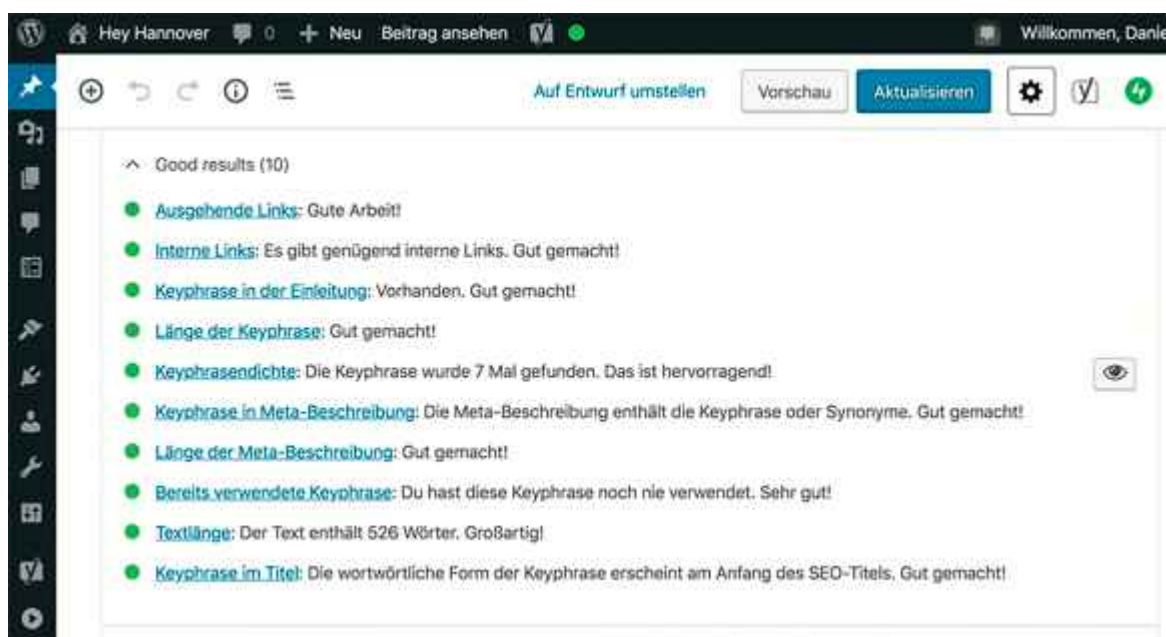 Hey Hannover 0 + Neu Beitrag ansehen Willkommen, Danie
Auf Entwurf umstellen Vorschau Aktualisieren
Good results (10)
Ausgehende Links: Gute Arbeit!
Interne Links: Es gibt genügend interne Links. Gut gemacht!
Keyphrase in der Einleitung: Vorhanden. Gut gemacht!
Länge der Keyphrase: Gut gemacht!
Keyphrasendichte: Die Keyphrase wurde 7 Mal gefunden. Das ist hervorragend!
Keyphrase in Meta-Beschreibung: Die Meta-Beschreibung enthält die Keyphrase oder Synonyme. Gut gemacht!
Länge der Meta-Beschreibung: Gut gemacht!
Bereits verwendete Keyphrase: Du hast diese Keyphrase noch nie verwendet. Sehr gut!
Textlänge: Der Text enthält 526 Wörter. Großartig!
Keyphrase im Titel: Die wortwörtliche Form der Keyphrase erscheint am Anfang des SEO-Titels. Gut gemacht!